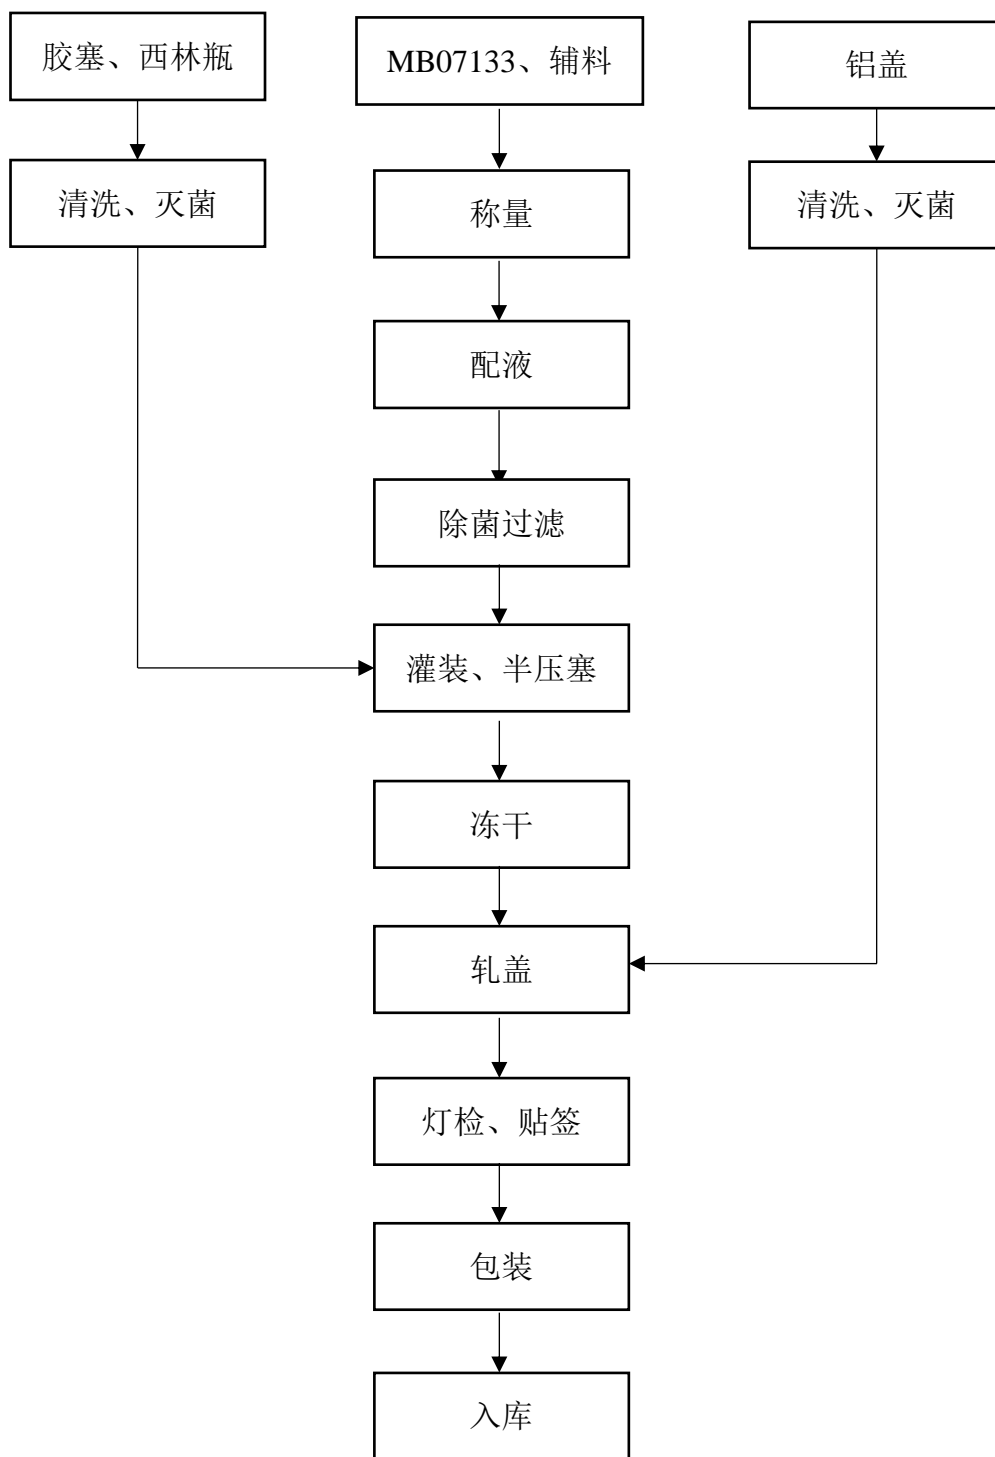 胶塞、西林瓶
MB07133、辅料
铝盖
清洗、灭菌
称量
清洗、灭菌
配液
除菌过滤
灌装、半压塞
冻干
轧盖
灯检、贴签
包装
入库